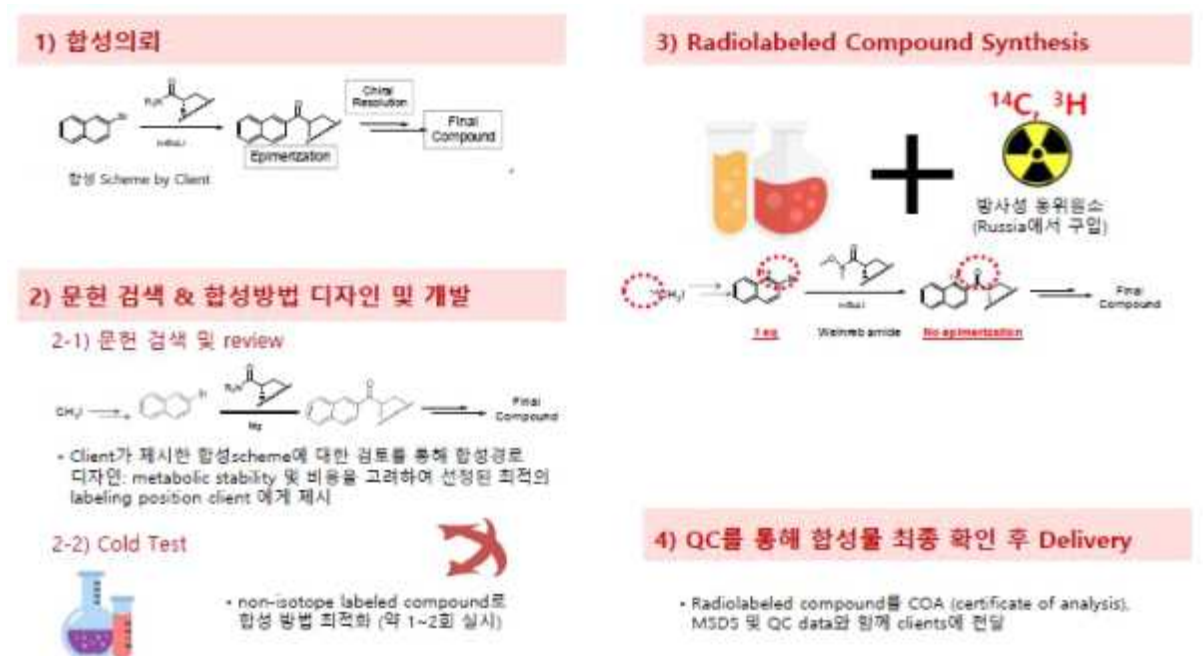 1) 합성의뢰
O
Br
R₂N
n-BuLi
O
Epimerization
Chiral
Resolution
Final
Compound
합성 Scheme by Client
2) 문헌 검색 & 합성방법 디자인 및 개발
2-1) 문헌 검색 및 review
CH₃I
Br
O
R₂N
Mg
O
Final
Compound
• Client가 제시한 합성scheme에 대한 검토를 통해 합성경로
디자인: metabolic stability 및 비용을 고려하여 선정된 최적의
labeling position client 에게 제시
2-2) Cold Test
• non-isotope labeled compound로
합성 방법 최적화 (약 1~2회 실시)
3) Radiolabeled Compound Synthesis
¹⁴C, ³H
방사성 동위원소
(Russia에서 구입)
CH₃I
1 eq
O
n-BuLi
Weinreb amide
O
No epimerization
Final
Compound
4) QC를 통해 합성물 최종 확인 후 Delivery
• Radiolabeled compound를 COA (certificate of analysis),
MSDS 및 QC data와 함께 clients에 전달